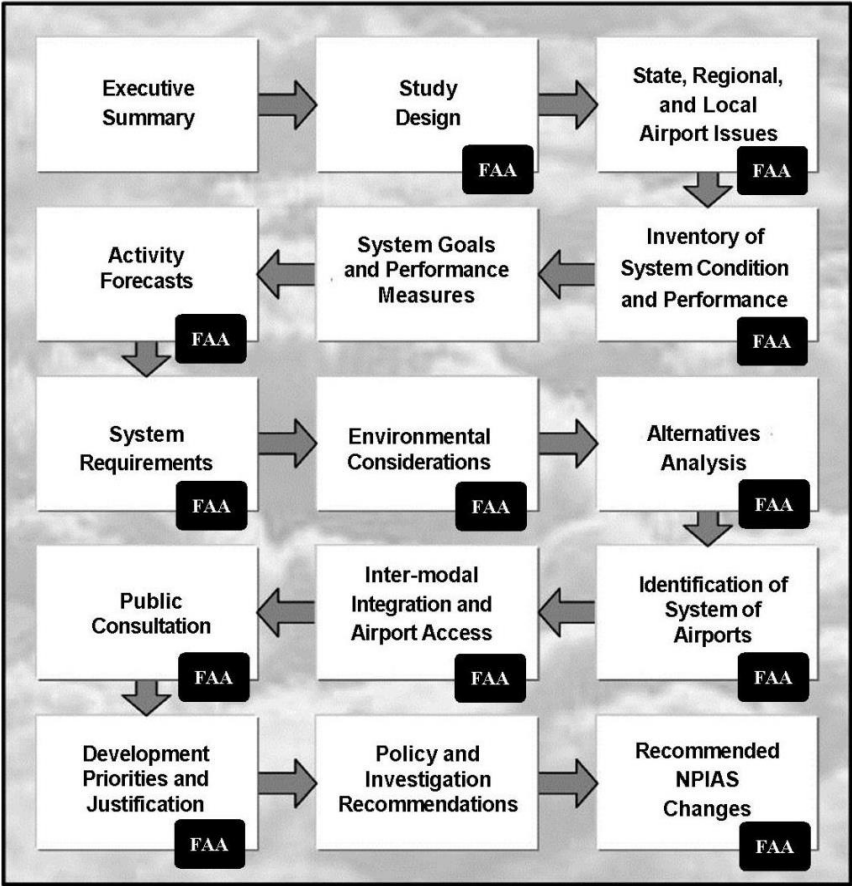 Executive
Summary
Study
Design
FAA
State, Regional,
and Local
Airport Issues
FAA
Inventory of
System Condition
and Performance
FAA
System Goals
and Performance
Measures
Activity
Forecasts
FAA
System
Requirements
FAA
Environmental
Considerations
FAA
Alternatives
Analysis
FAA
Identification of
System of
Airports
FAA
Inter-modal
Integration and
Airport Access
FAA
Public
Consultation
FAA
Development
Priorities and
Justification
FAA
Policy and
Investigation
Recommendations
Recommended
NPIAS
Changes
FAA